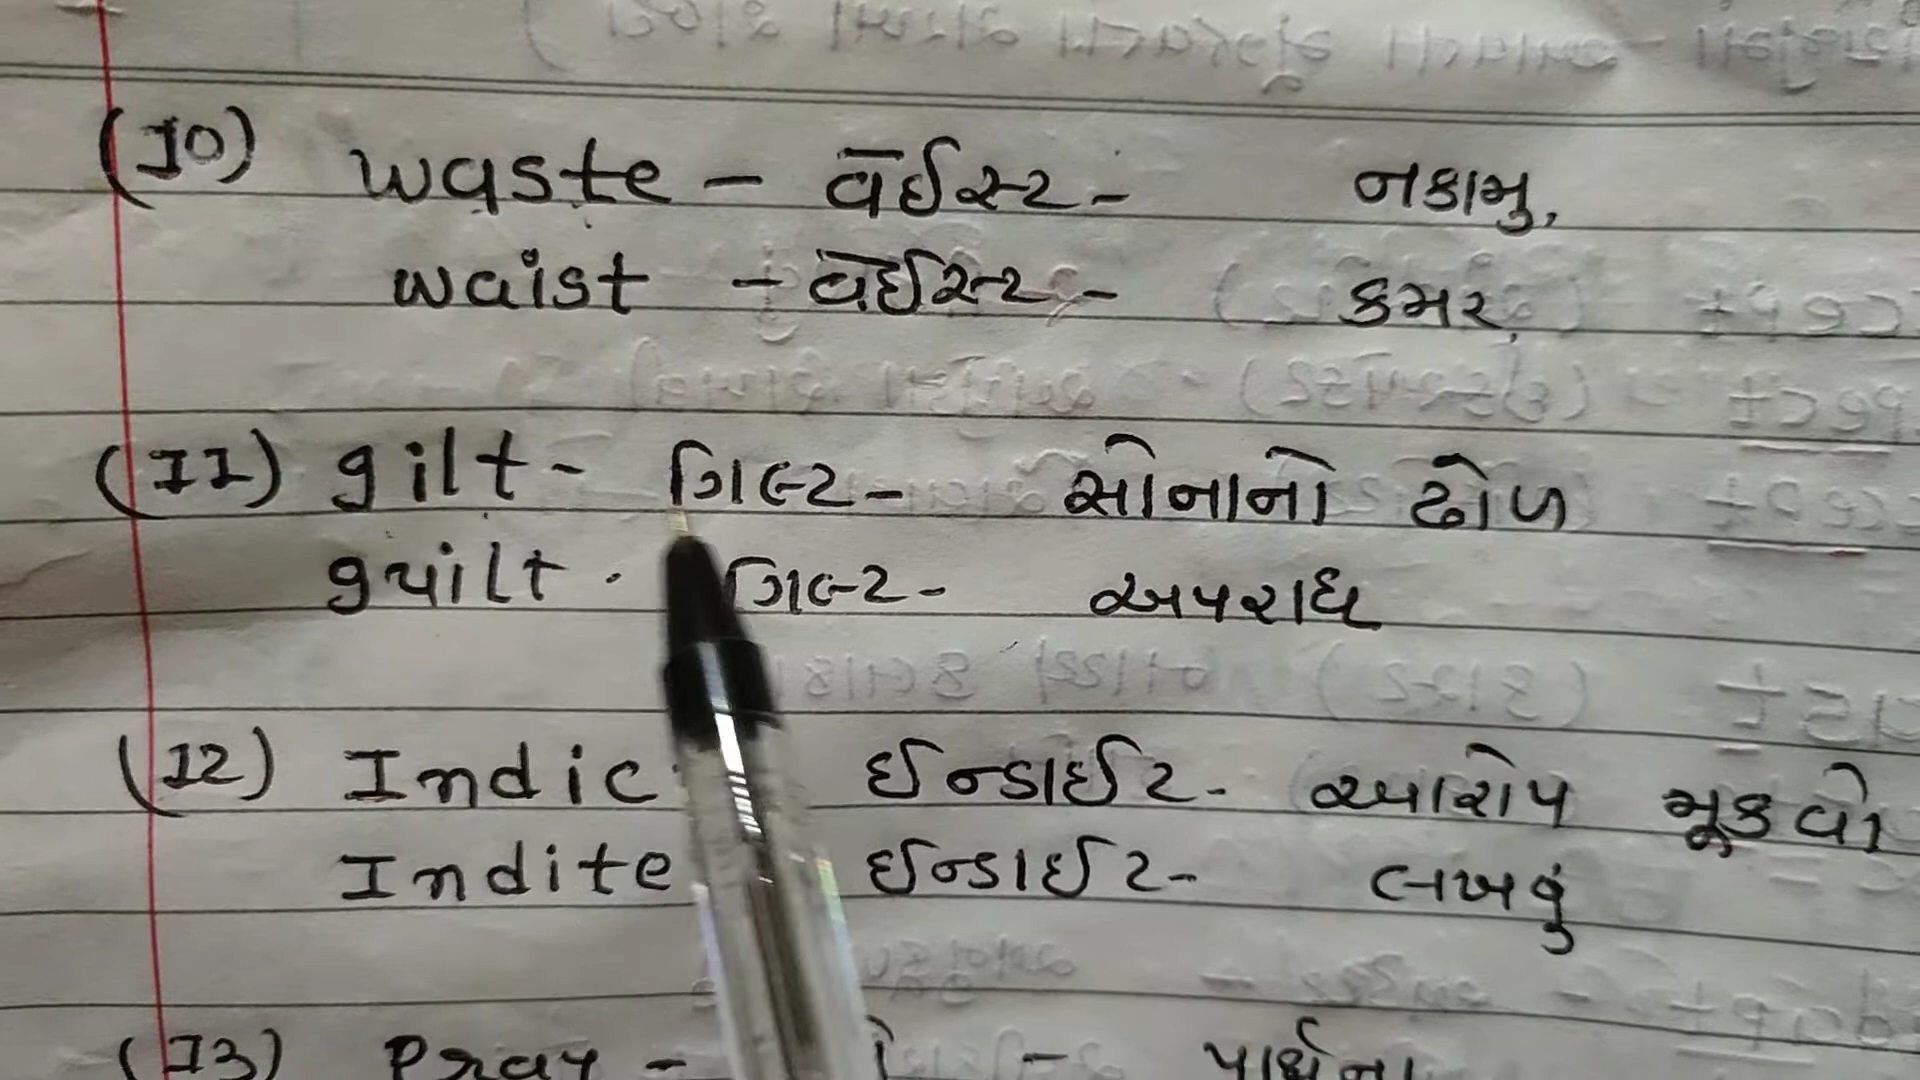 (10) waste - વેઈસ્ટ - નકામુ,
waist - વેઈસ્ટ - કમર.
(11) gilt - ગિલ્ટ - સોનાનો ઢોળ
guilt. ગિલ્ટ - અપરાધ
(12) Indic ઈન્ડાઈટ - આરોપ મૂકવો
Indite ઈન્ડાઈટ - લખવું
(13) Pray - - પ્રાર્થના